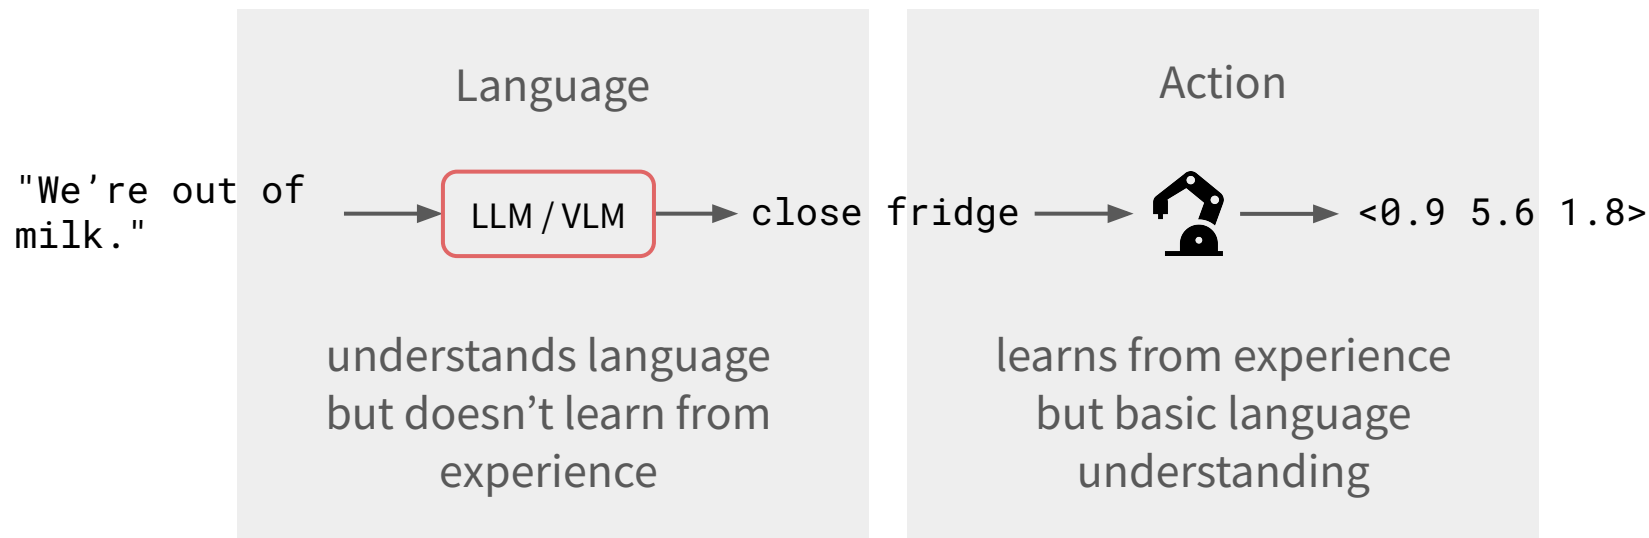 Language
Action
"We’re out of
milk."
LLM / VLM
close fridge
<0.9 5.6 1.8>
understands language
but doesn’t learn from
experience
learns from experience
but basic language
understanding